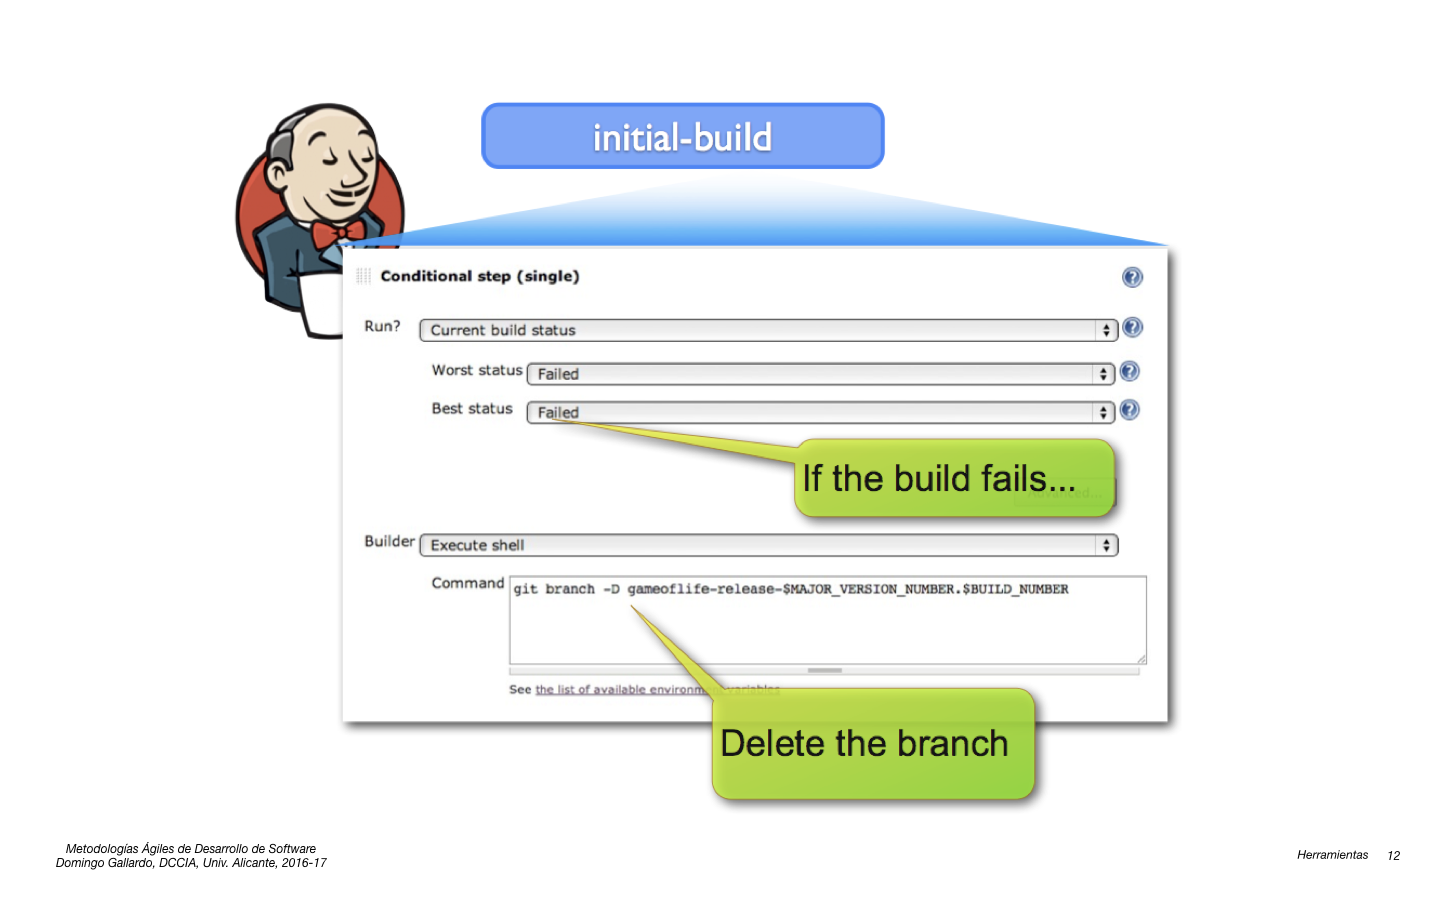 initial-build
Conditional step (single)
Run?
Current build status
Worst status
Failed
Best status
Failed
If the build fails...
Advanced...
Builder
Execute shell
Command
git branch -D gameoflife-release-$MAJOR_VERSION_NUMBER.$BUILD_NUMBER
See the list of available environment variables
Delete the branch
Metodologías Ágiles de Desarrollo de Software
Domingo Gallardo, DCCIA, Univ. Alicante, 2016-17
Herramientas 12